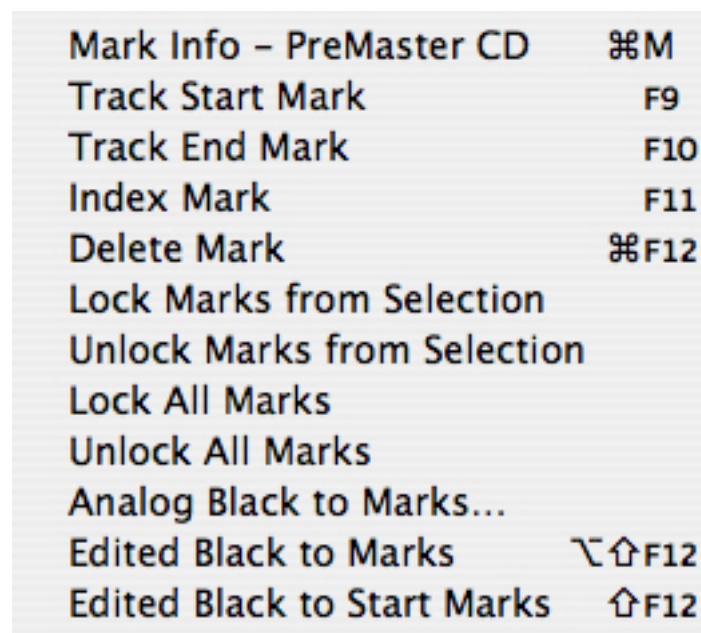 Mark Info – PreMaster CD ⌘M
Track Start Mark F9
Track End Mark F10
Index Mark F11
Delete Mark ⌘F12
Lock Marks from Selection
Unlock Marks from Selection
Lock All Marks
Unlock All Marks
Analog Black to Marks...
Edited Black to Marks ⌥⇧F12
Edited Black to Start Marks ⇧F12